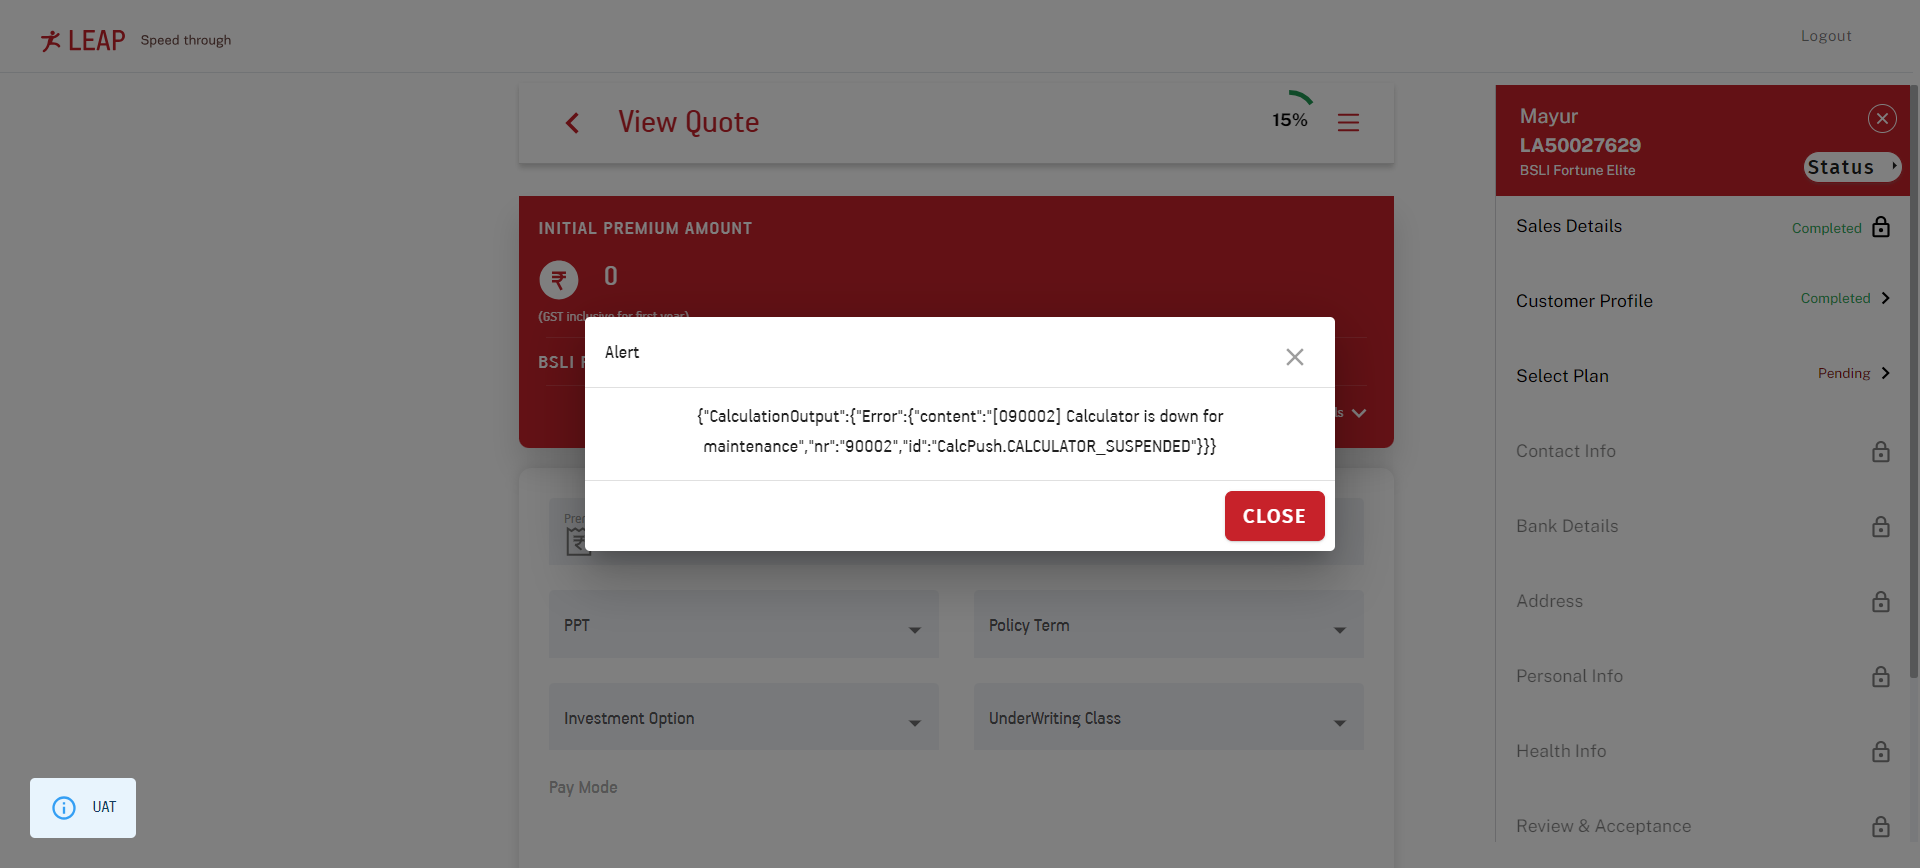 LEAP Speed through
Logout
View Quote
15%
INITIAL PREMIUM AMOUNT
₹ 0
(GST inclusive for first year)
BSLI
Alert
{"CalculationOutput":{"Error":{"content":"[090002] Calculator is down for
maintenance","nr":"90002","id":"CalcPush.CALCULATOR_SUSPENDED"}}}
CLOSE
PPT
Policy Term
Investment Option
UnderWriting Class
Pay Mode
UAT
Mayur
LA50027629
BSLI Fortune Elite
Status
Sales Details Completed
Customer Profile Completed
Select Plan Pending
Contact Info
Bank Details
Address
Personal Info
Health Info
Review & Acceptance